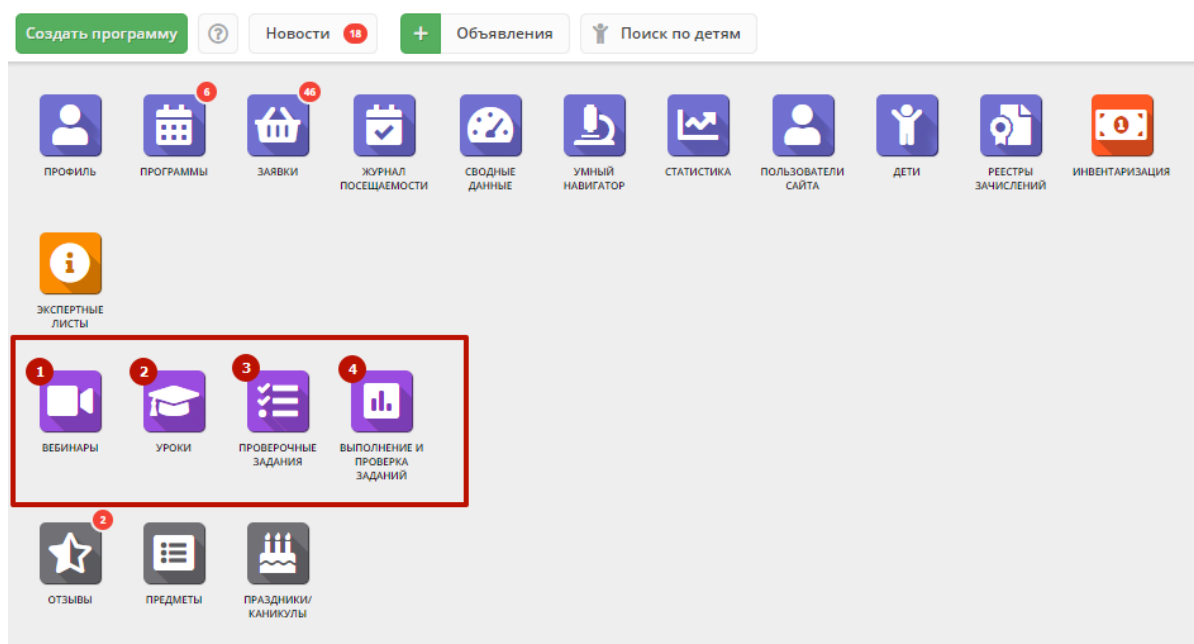 Создать программу ? Новости 18 + Объявления Поиск по детям
6 46
ПРОФИЛЬ ПРОГРАММЫ ЗАЯВКИ ЖУРНАЛ СВОДНЫЕ УМНЫЙ СТАТИСТИКА ПОЛЬЗОВАТЕЛИ ДЕТИ РЕЕСТРЫ ИНВЕНТАРИЗАЦИЯ
ПОСЕЩАЕМОСТИ ДАННЫЕ НАВИГАТОР САЙТА ЗАЧИСЛЕНИЙ
ЭКСПЕРТНЫЕ
ЛИСТЫ
1 2 3 4
ВЕБИНАРЫ УРОКИ ПРОВЕРОЧНЫЕ ВЫПОЛНЕНИЕ И
ЗАДАНИЯ ПРОВЕРКА
ЗАДАНИЙ
2
ОТЗЫВЫ ПРЕДМЕТЫ ПРАЗДНИКИ/
КАНИКУЛЫ